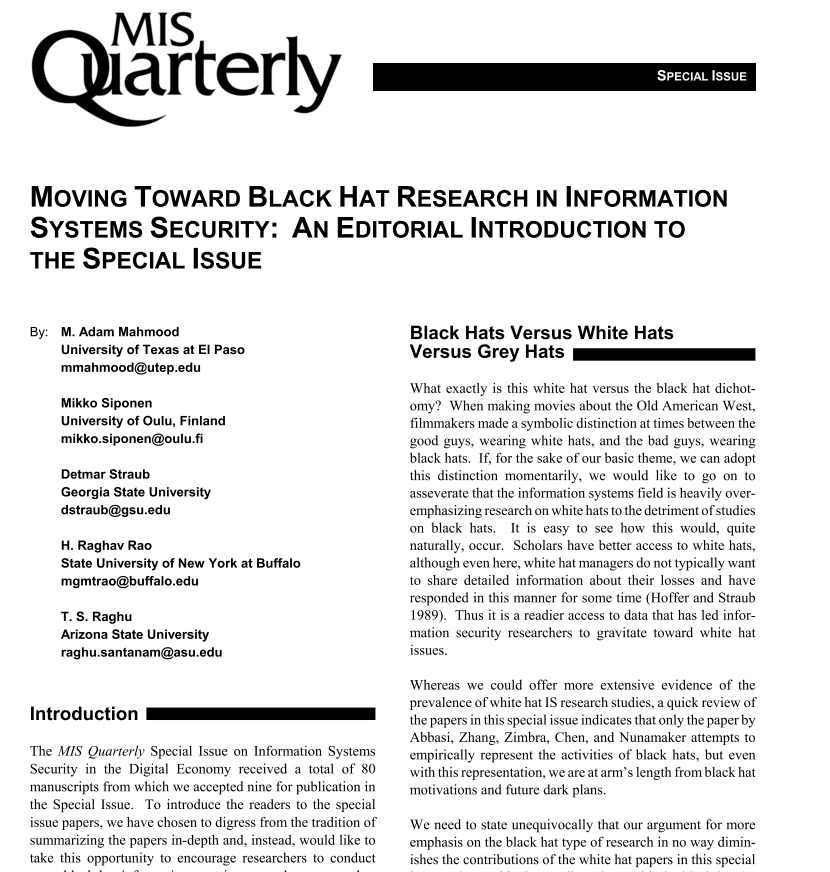 MIS
Quarterly
SPECIAL ISSUE
MOVING TOWARD BLACK HAT RESEARCH IN INFORMATION
SYSTEMS SECURITY: AN EDITORIAL INTRODUCTION TO
THE SPECIAL ISSUE
By: M. Adam Mahmood
University of Texas at El Paso
mmahmood@utep.edu
Mikko Siponen
University of Oulu, Finland
mikko.siponen@oulu.fi
Detmar Straub
Georgia State University
dstraub@gsu.edu
H. Raghav Rao
State University of New York at Buffalo
mgmtrao@buffalo.edu
T. S. Raghu
Arizona State University
raghu.santanam@asu.edu
Introduction
The MIS Quarterly Special Issue on Information Systems
Security in the Digital Economy received a total of 80
manuscripts from which we accepted nine for publication in
the Special Issue. To introduce the readers to the special
issue papers, we have chosen to digress from the tradition of
summarizing the papers in-depth and, instead, would like to
take this opportunity to encourage researchers to conduct
Black Hats Versus White Hats
Versus Grey Hats
What exactly is this white hat versus the black hat dichot-
omy? When making movies about the Old American West,
filmmakers made a symbolic distinction at times between the
good guys, wearing white hats, and the bad guys, wearing
black hats. If, for the sake of our basic theme, we can adopt
this distinction momentarily, we would like to go on to
asseverate that the information systems field is heavily over-
emphasizing research on white hats to the detriment of studies
on black hats. It is easy to see how this would, quite
naturally, occur. Scholars have better access to white hats,
although even here, white hat managers do not typically want
to share detailed information about their losses and have
responded in this manner for some time (Hoffer and Straub
1989). Thus it is a readier access to data that has led infor-
mation security researchers to gravitate toward white hat
issues.
Whereas we could offer more extensive evidence of the
prevalence of white hat IS research studies, a quick review of
the papers in this special issue indicates that only the paper by
Abbasi, Zhang, Zimbra, Chen, and Nunamaker attempts to
empirically represent the activities of black hats, but even
with this representation, we are at arm's length from black hat
motivations and future dark plans.
We need to state unequivocally that our argument for more
emphasis on the black hat type of research in no way dimin-
ishes the contributions of the white hat papers in this special